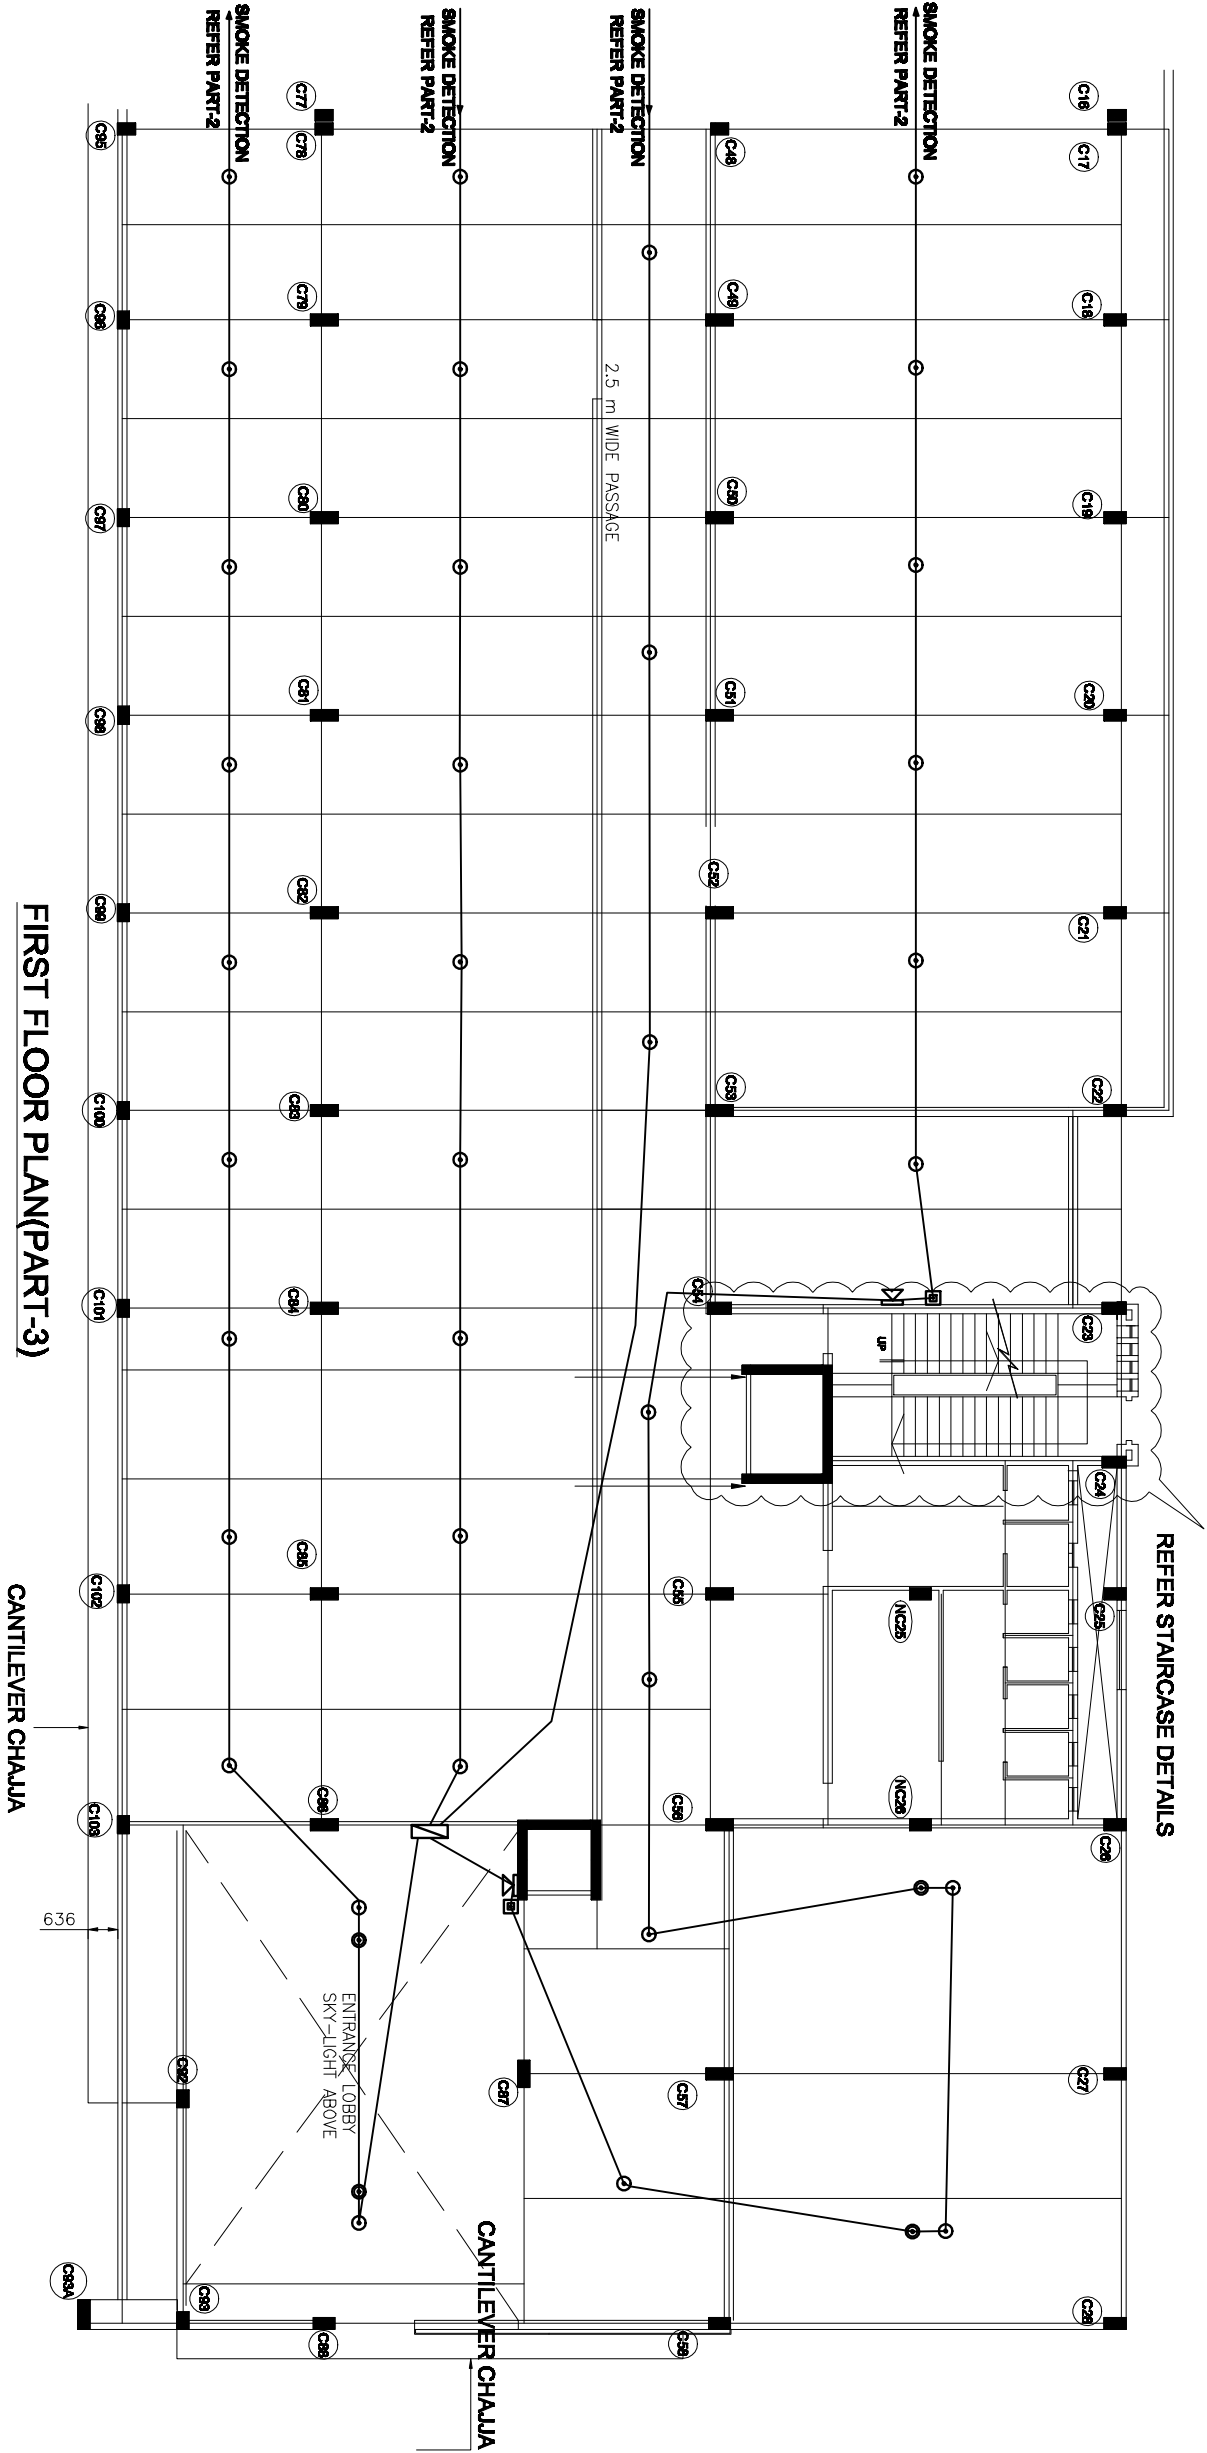 SMOKE DETECTION
REFER PART-2
SMOKE DETECTION
REFER PART-2
SMOKE DETECTION
REFER PART-2
SMOKE DETECTION
REFER PART-2
C16
C17
C18
C19
C20
C21
C22
C23
C24
C25
C26
C27
C28
NC25
NC26
UP
C48
C49
C50
C51
C52
C53
C54
C55
C56
C57
C58
2.5 m WIDE PASSAGE
C77
C78
C79
C80
C81
C82
C83
C84
C85
C86
C87
C88
ENTRANCE LOBBY
SKY-LIGHT ABOVE
C92
C93
C93A
C95
C96
C97
C98
C99
C100
C101
C102
C103
636
REFER STAIRCASE DETAILS
CANTILEVER CHAJJA
CANTILEVER CHAJJA
FIRST FLOOR PLAN(PART-3)